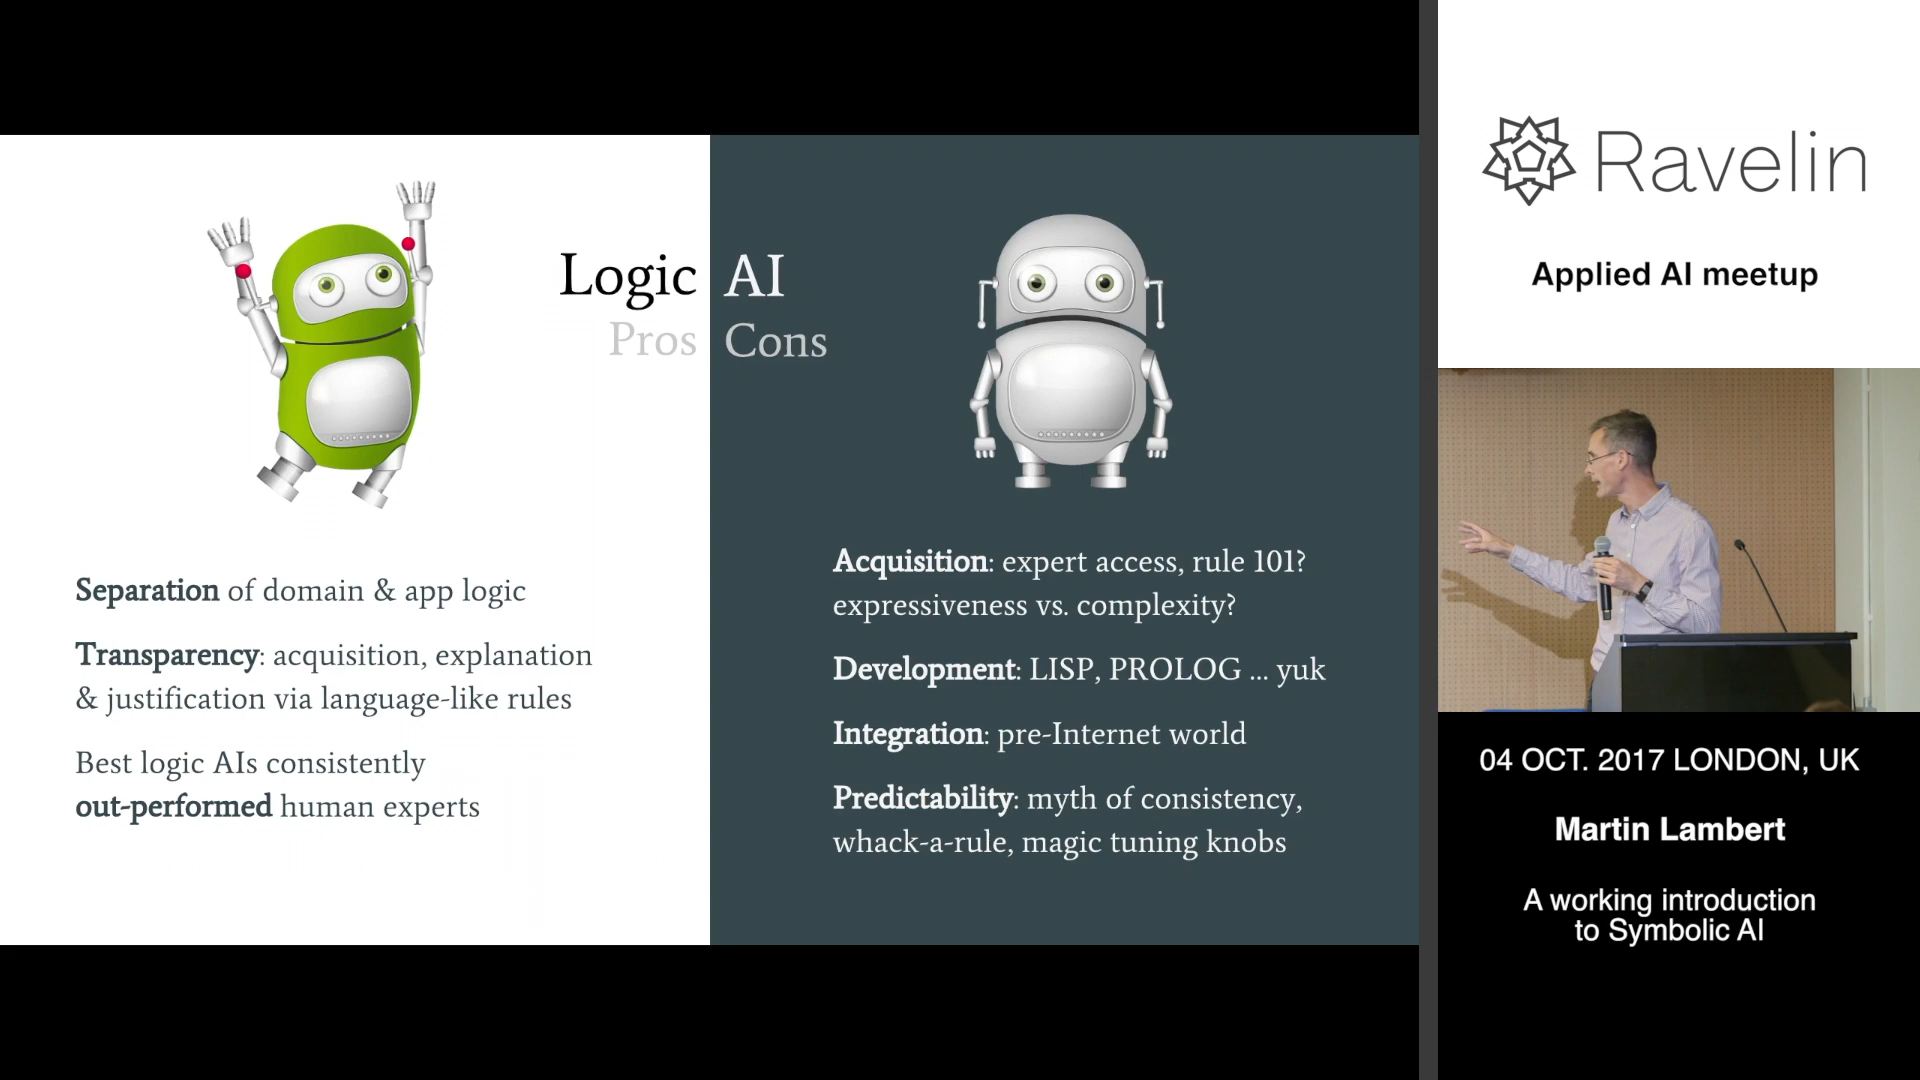 Logic AI
Pros Cons
Separation of domain & app logic
Transparency: acquisition, explanation
& justification via language-like rules
Best logic AIs consistently
out-performed human experts
Acquisition: expert access, rule 101?
expressiveness vs. complexity?
Development: LISP, PROLOG ... yuk
Integration: pre-Internet world
Predictability: myth of consistency,
whack-a-rule, magic tuning knobs
Ravelin
Applied AI meetup
04 OCT. 2017 LONDON, UK
Martin Lambert
A working introduction
to Symbolic AI